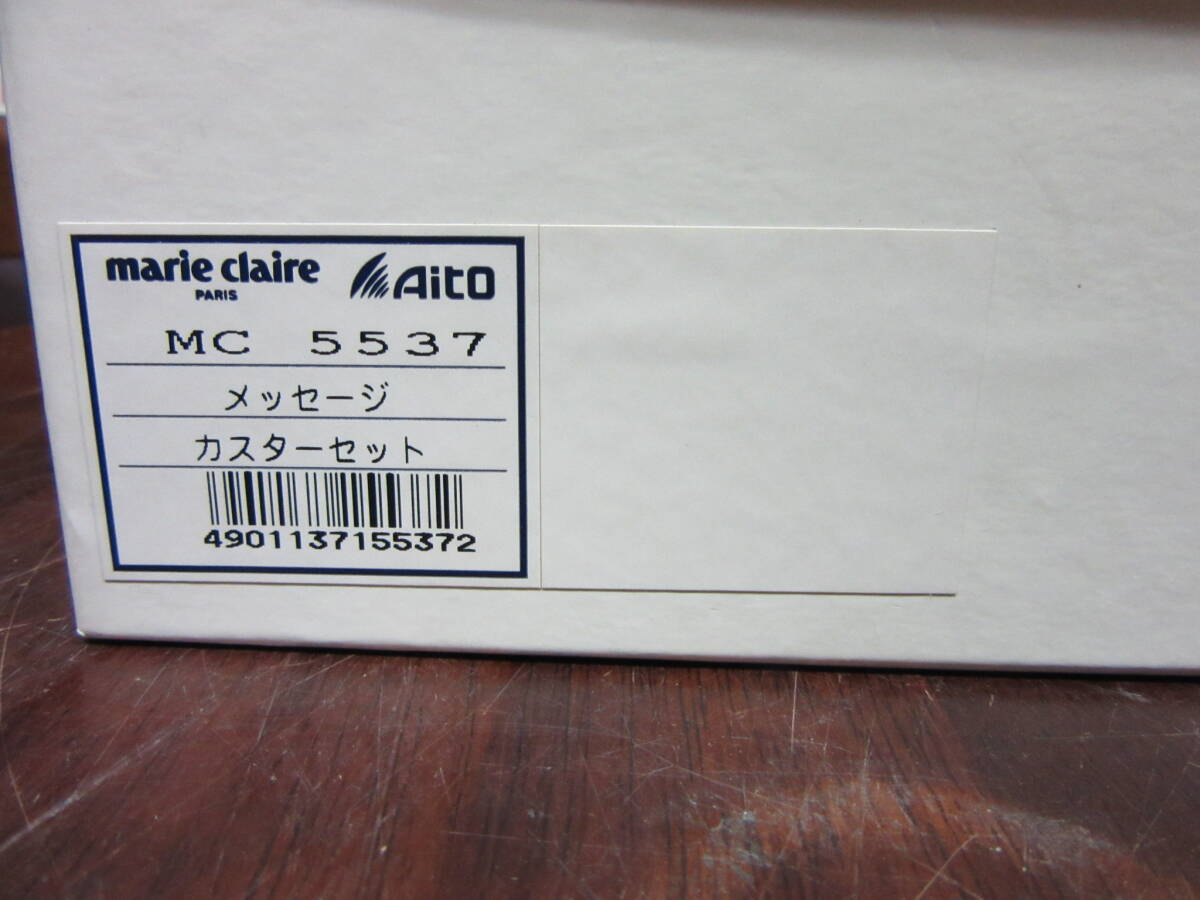 marie claire AitO
PARIS
MC 5537
メッセージ
カスターセット
4901137155372